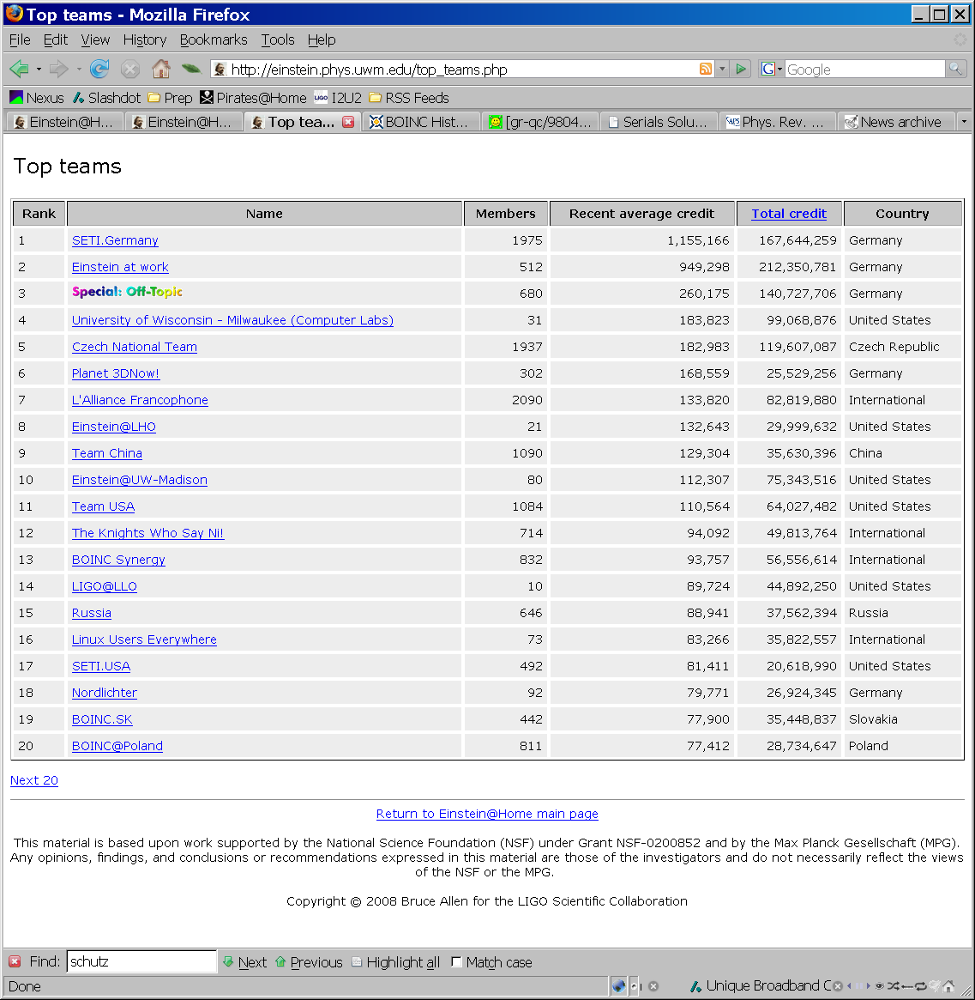 Top teams - Mozilla Firefox
File Edit View History Bookmarks Tools Help
http://einstein.phys.uwm.edu/top_teams.php G Google
Nexus Slashdot Prep Pirates@Home LIGO I2U2 RSS Feeds
Einstein@H... Einstein@H... Top tea... BOINC Hist... [gr-qc/9804... Serials Solu... APS Phys. Rev. ... News archive
Top teams
Rank Name Members Recent average credit Total credit Country
1 SETI.Germany 1975 1,155,166 167,644,259 Germany
2 Einstein at work 512 949,298 212,350,781 Germany
3 Special: Off-Topic 680 260,175 140,727,706 Germany
4 University of Wisconsin - Milwaukee (Computer Labs) 31 183,823 99,068,876 United States
5 Czech National Team 1937 182,983 119,607,087 Czech Republic
6 Planet 3DNow! 302 168,559 25,529,256 Germany
7 L'Alliance Francophone 2090 133,820 82,819,880 International
8 Einstein@LHO 21 132,643 29,999,632 United States
9 Team China 1090 129,304 35,630,396 China
10 Einstein@UW-Madison 80 112,307 75,343,516 United States
11 Team USA 1084 110,564 64,027,482 United States
12 The Knights Who Say Ni! 714 94,092 49,813,764 International
13 BOINC Synergy 832 93,757 56,556,614 International
14 LIGO@LLO 10 89,724 44,892,250 United States
15 Russia 646 88,941 37,562,394 Russia
16 Linux Users Everywhere 73 83,266 35,822,557 International
17 SETI.USA 492 81,411 20,618,990 United States
18 Nordlichter 92 79,771 26,924,345 Germany
19 BOINC.SK 442 77,900 35,448,837 Slovakia
20 BOINC@Poland 811 77,412 28,734,647 Poland
Next 20
Return to Einstein@Home main page
This material is based upon work supported by the National Science Foundation (NSF) under Grant NSF-0200852 and by the Max Planck Gesellschaft (MPG).
Any opinions, findings, and conclusions or recommendations expressed in this material are those of the investigators and do not necessarily reflect the views
of the NSF or the MPG.
Copyright © 2008 Bruce Allen for the LIGO Scientific Collaboration
Find: schutz Next Previous Highlight all Match case
Done Unique Broadband C